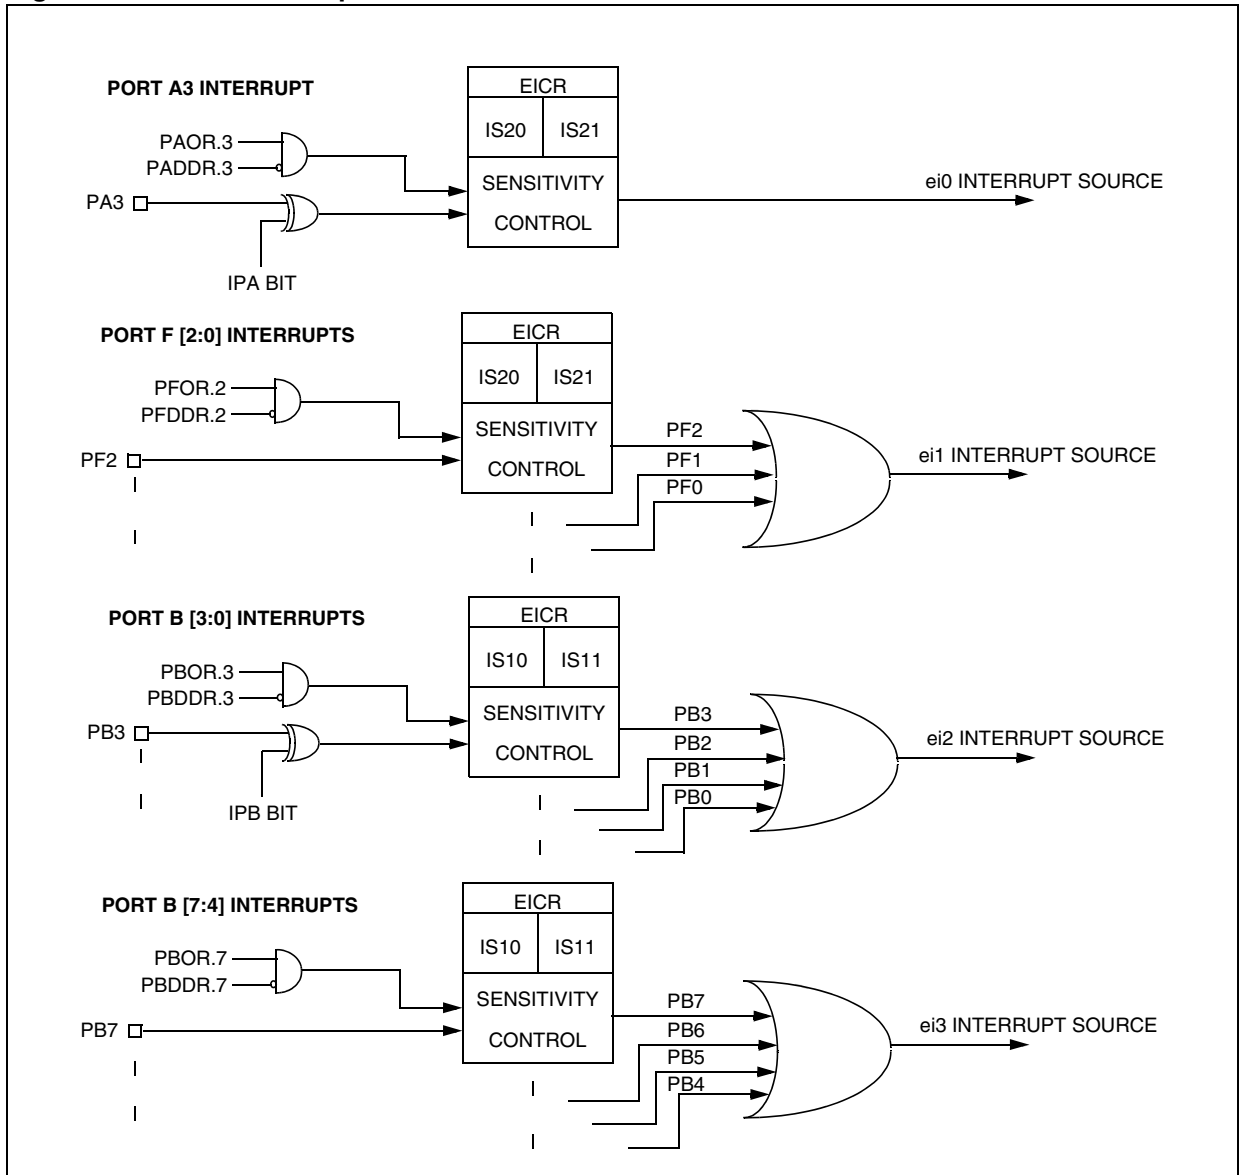 PORT A3 INTERRUPT
EICR
IS20 IS21
PAOR.3
PADDR.3
SENSITIVITY
CONTROL
PA3
ei0 INTERRUPT SOURCE
IPA BIT
PORT F [2:0] INTERRUPTS
EICR
IS20 IS21
PFOR.2
PFDDR.2
SENSITIVITY
CONTROL
PF2
PF2
PF1
PF0
ei1 INTERRUPT SOURCE
PORT B [3:0] INTERRUPTS
EICR
IS10 IS11
PBOR.3
PBDDR.3
SENSITIVITY
CONTROL
PB3
PB3
PB2
PB1
PB0
ei2 INTERRUPT SOURCE
IPB BIT
PORT B [7:4] INTERRUPTS
EICR
IS10 IS11
PBOR.7
PBDDR.7
SENSITIVITY
CONTROL
PB7
PB7
PB6
PB5
PB4
ei3 INTERRUPT SOURCE